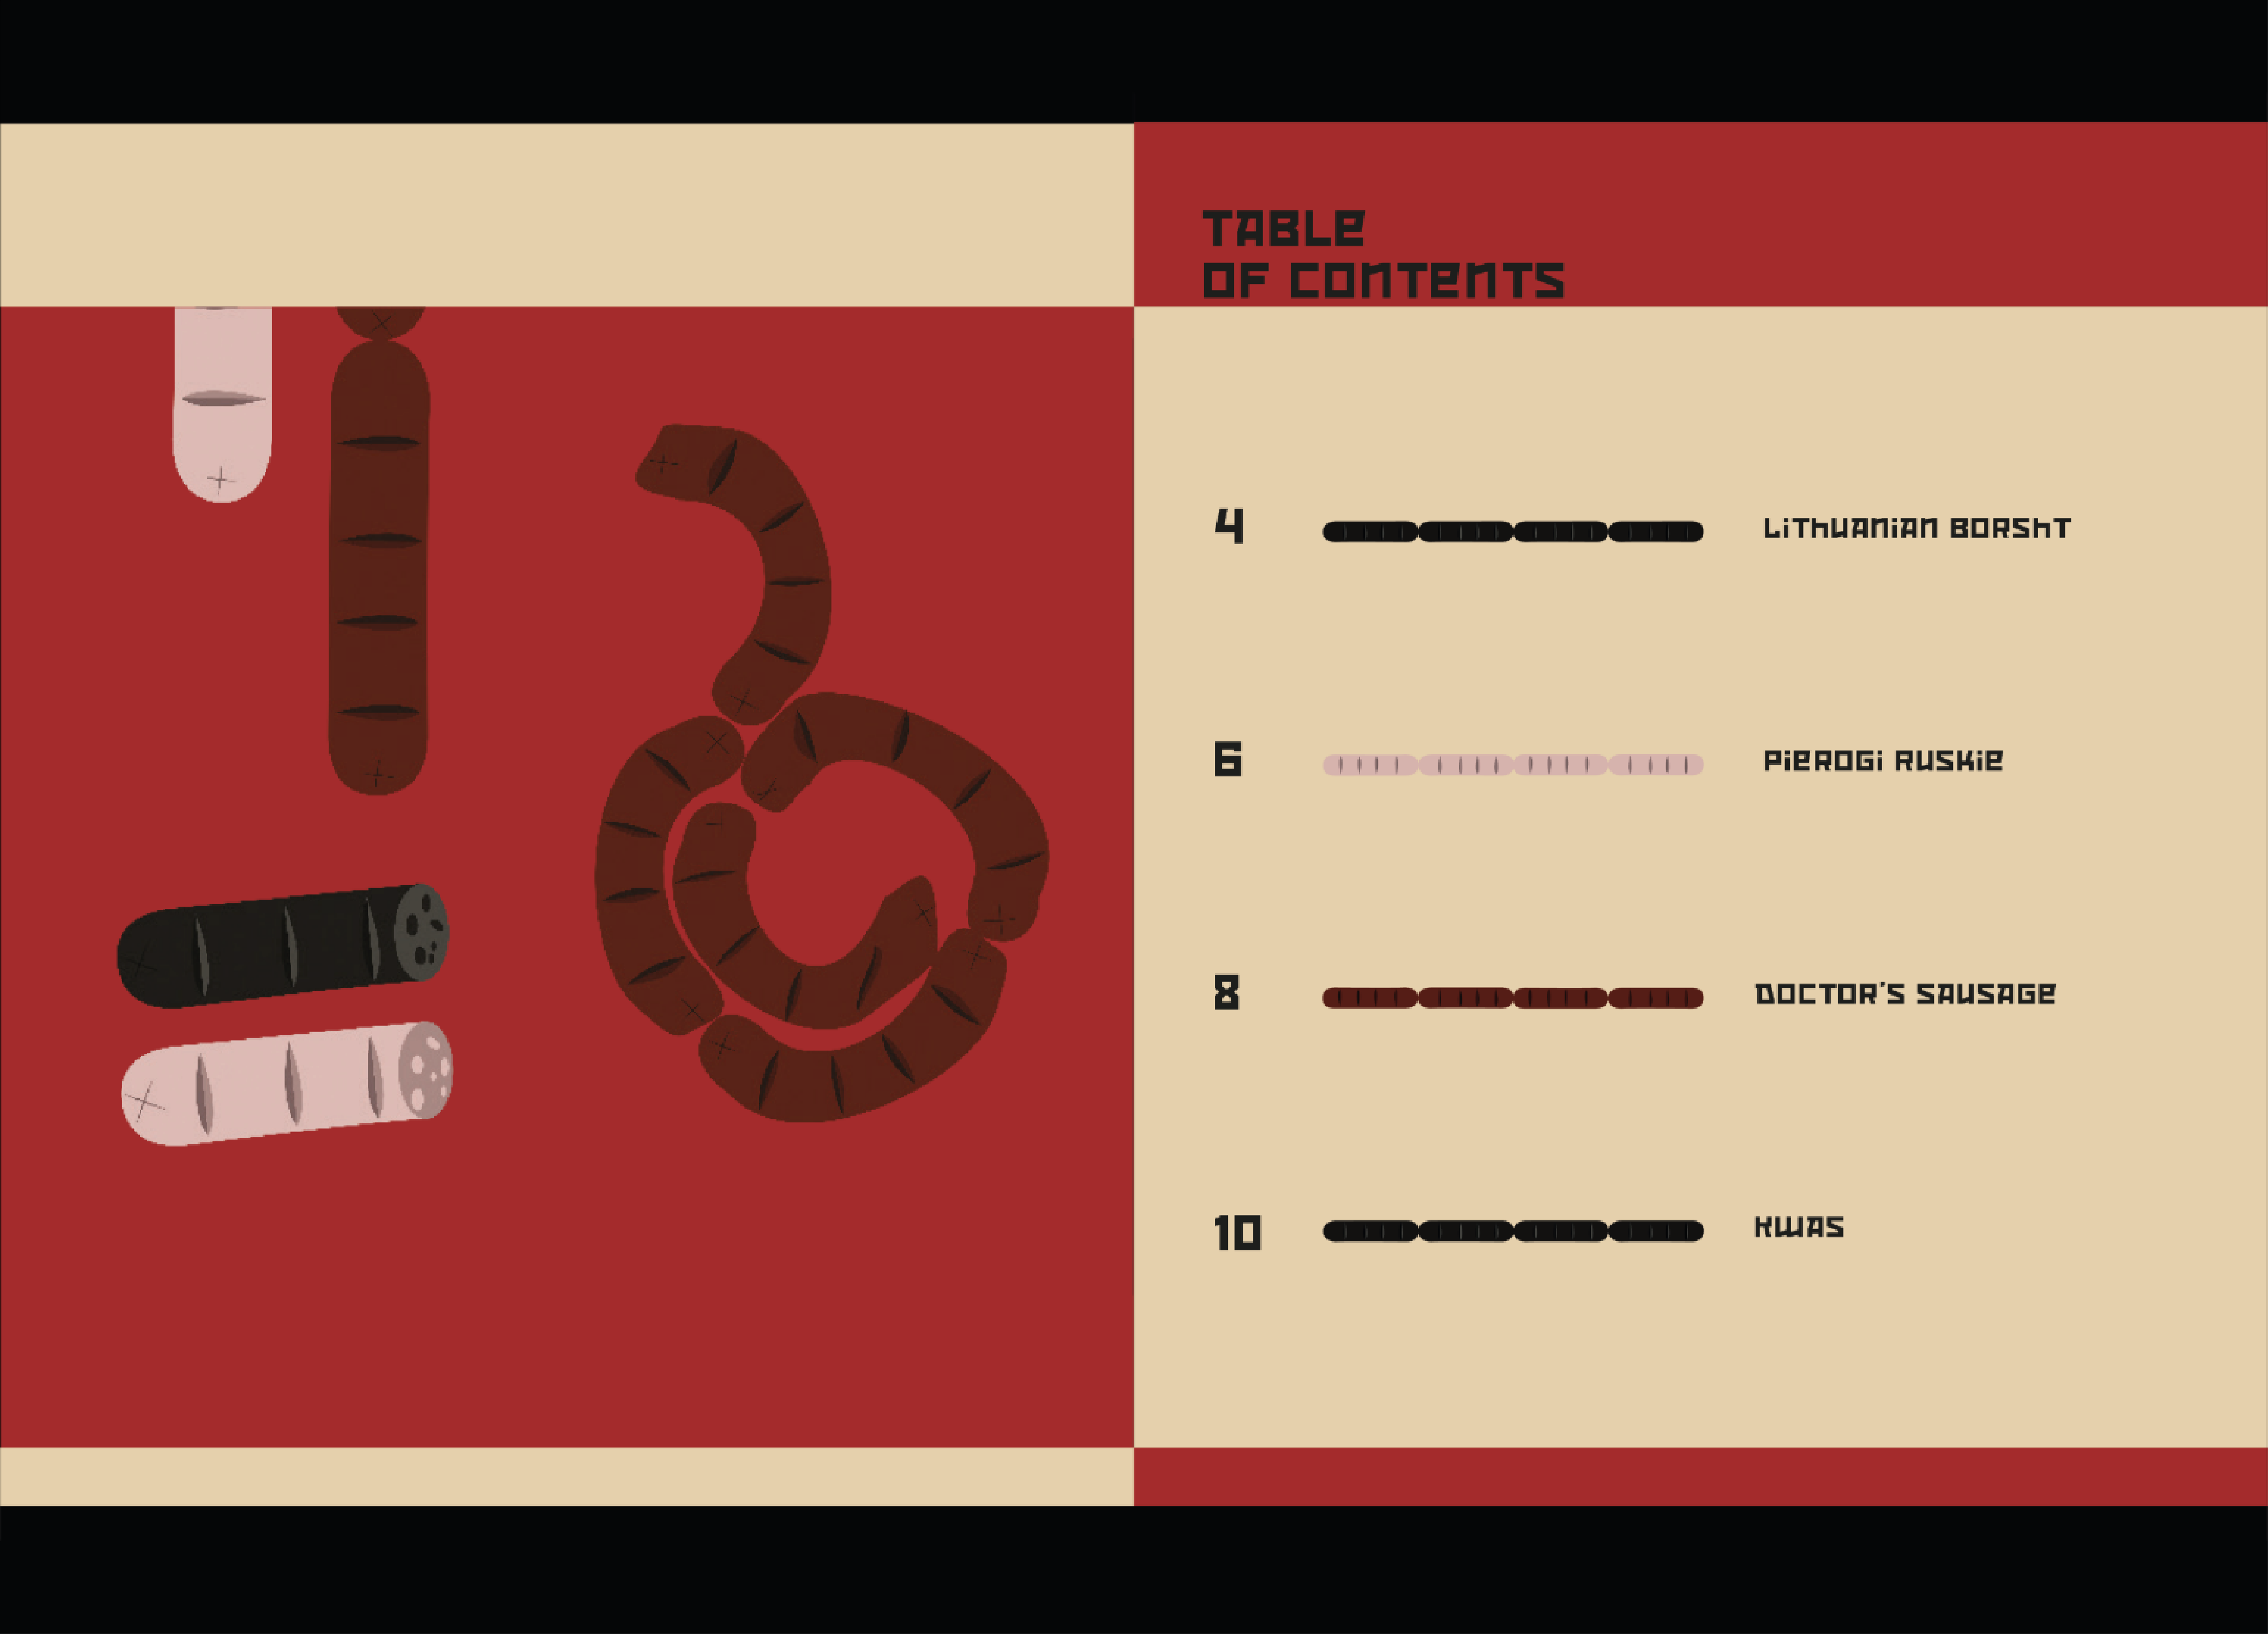 TABLE
OF CONTENTS
4 LiThUANiAN BORShT
6 PiEROGi RUSKiE
8 DOCTOR'S SAUSAGE
10 KWAS